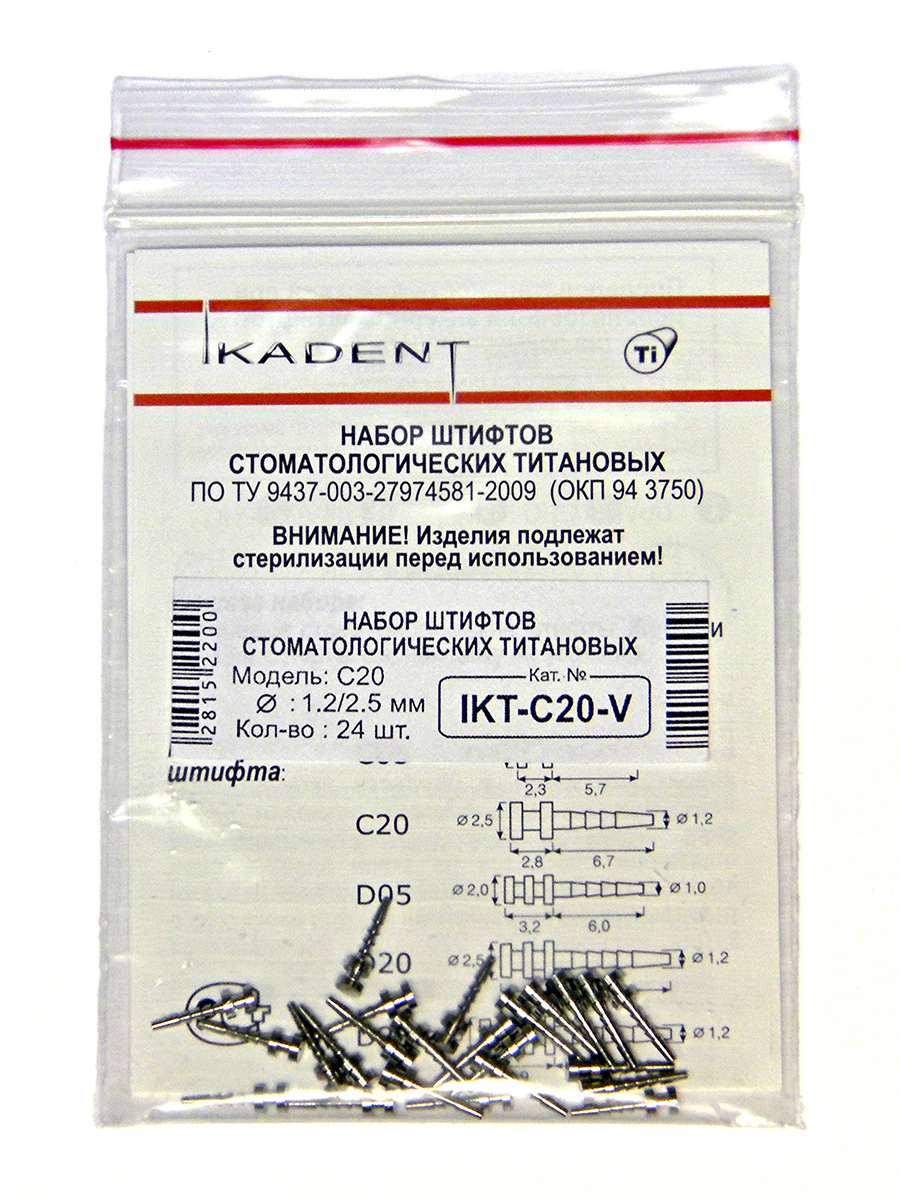 IKADENT
Ti
НАБОР ШТИФТОВ
СТОМАТОЛОГИЧЕСКИХ ТИТАНОВЫХ
ПО ТУ 9437-003-27974581-2009 (ОКП 94 3750)
ВНИМАНИЕ! Изделия подлежат
стерилизации перед использованием!
28152200
НАБОР ШТИФТОВ
СТОМАТОЛОГИЧЕСКИХ ТИТАНОВЫХ
и
Модель: C20
Ø : 1.2/2.5 мм
Кол-во : 24 шт.
Кат. №
IKT-C20-V
штифта:
2,3 5,7
C20 Ø 2,5 Ø 1,2
2,8 6,7
D05 Ø 2,0 Ø 1,0
3,2 6,0
D20 Ø 2,5 Ø 1,2
Ø 1,2